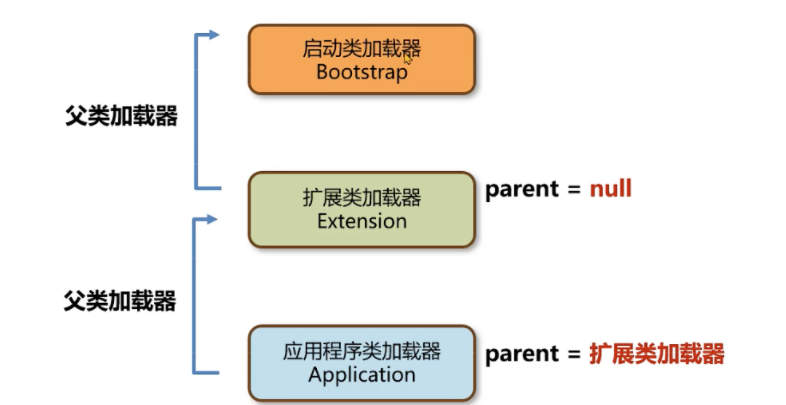 启动类加载器
Bootstrap
父类加载器
扩展类加载器
Extension
parent = null
父类加载器
应用程序类加载器
Application
parent = 扩展类加载器